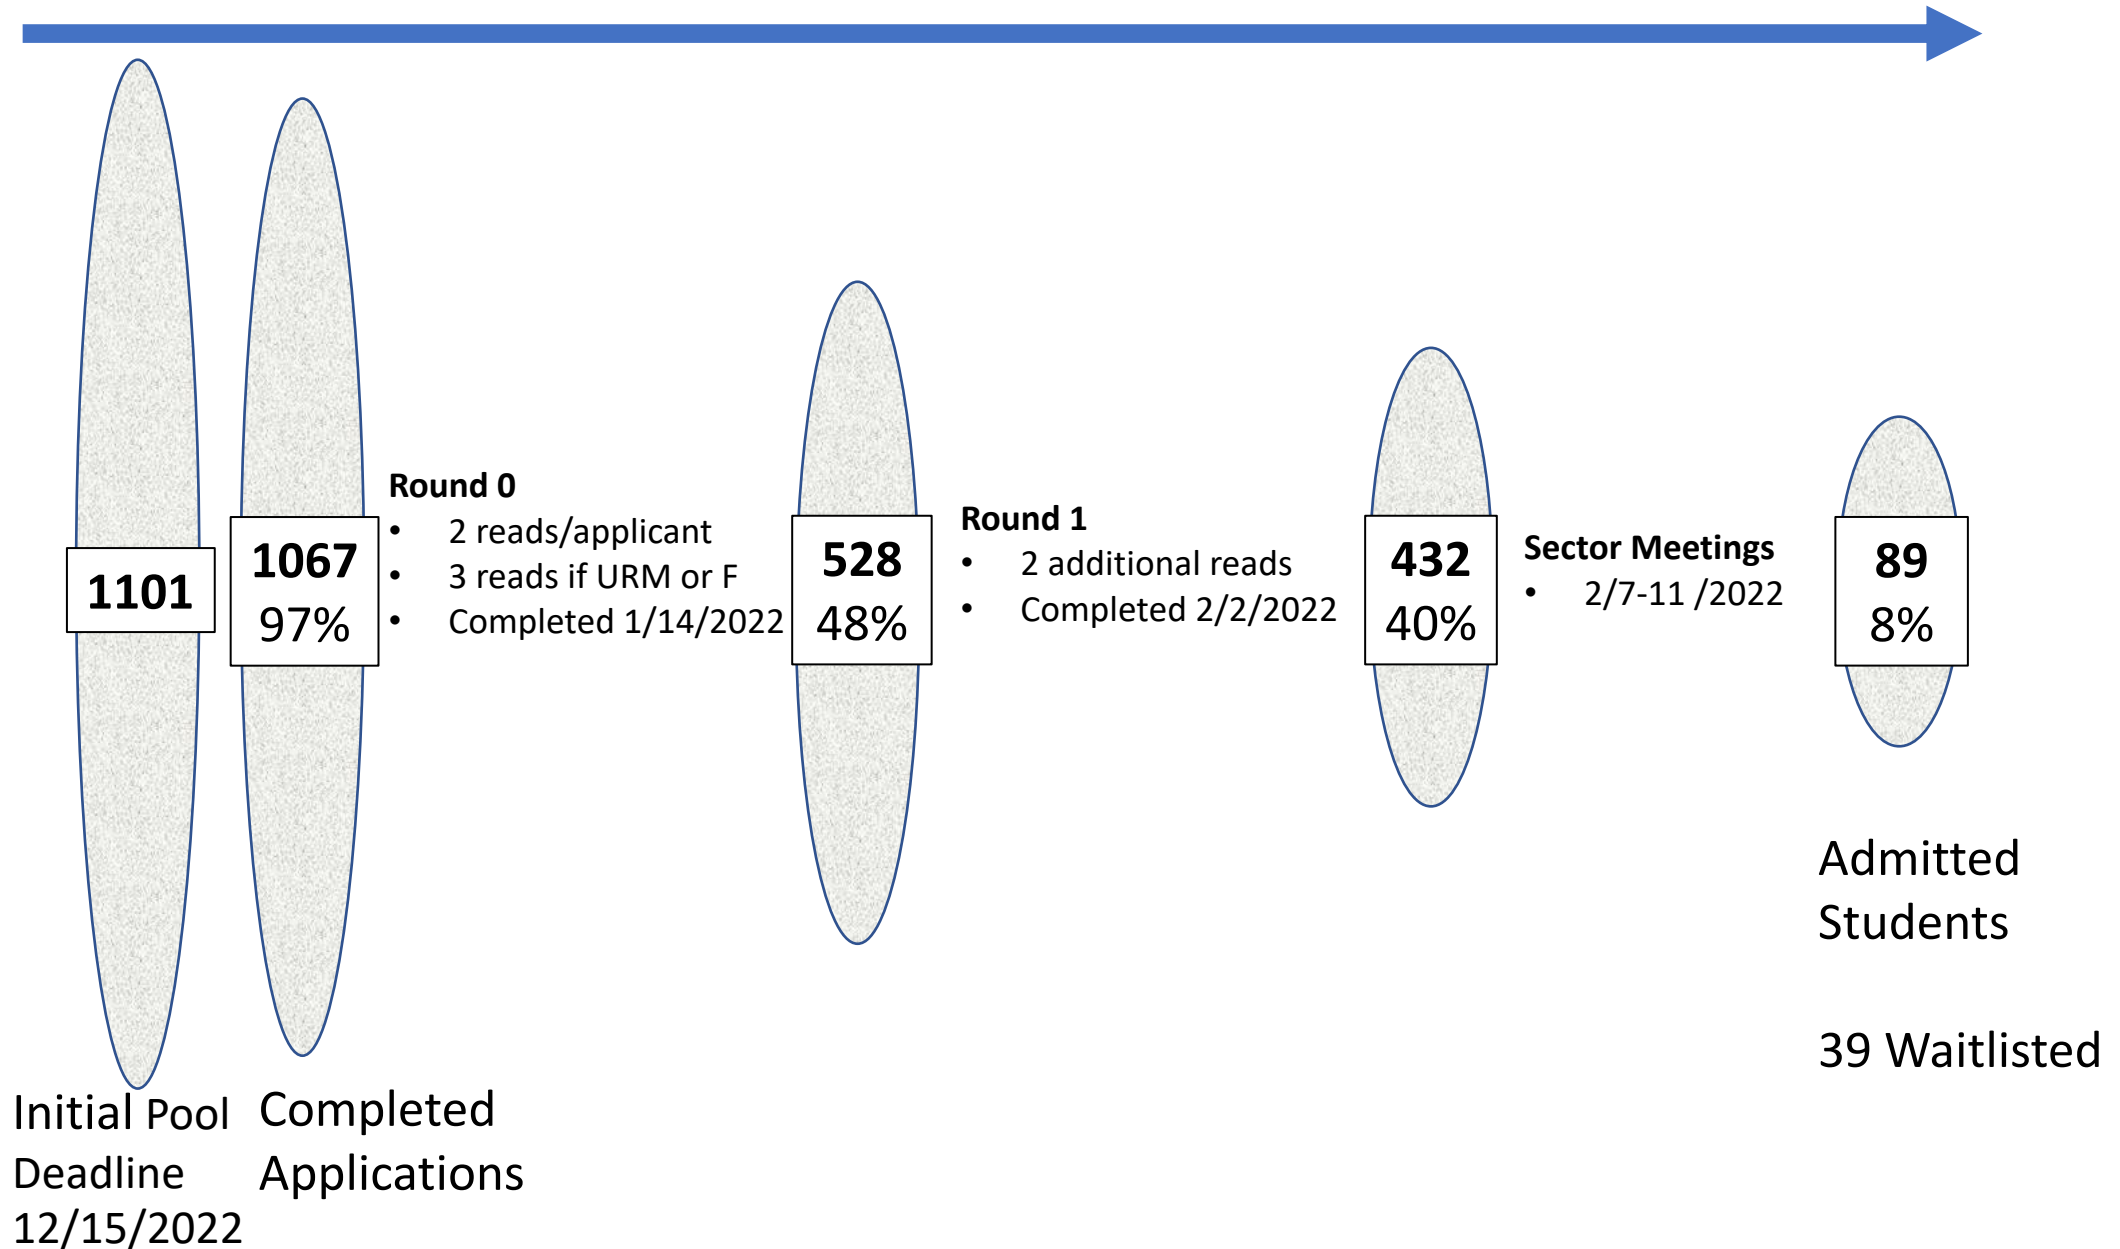 1101
Initial Pool
Deadline
12/15/2022
1067
97%
Completed
Applications
Round 0
• 2 reads/applicant
• 3 reads if URM or F
• Completed 1/14/2022
528
48%
Round 1
• 2 additional reads
• Completed 2/2/2022
432
40%
Sector Meetings
• 2/7-11 /2022
89
8%
Admitted
Students
39 Waitlisted